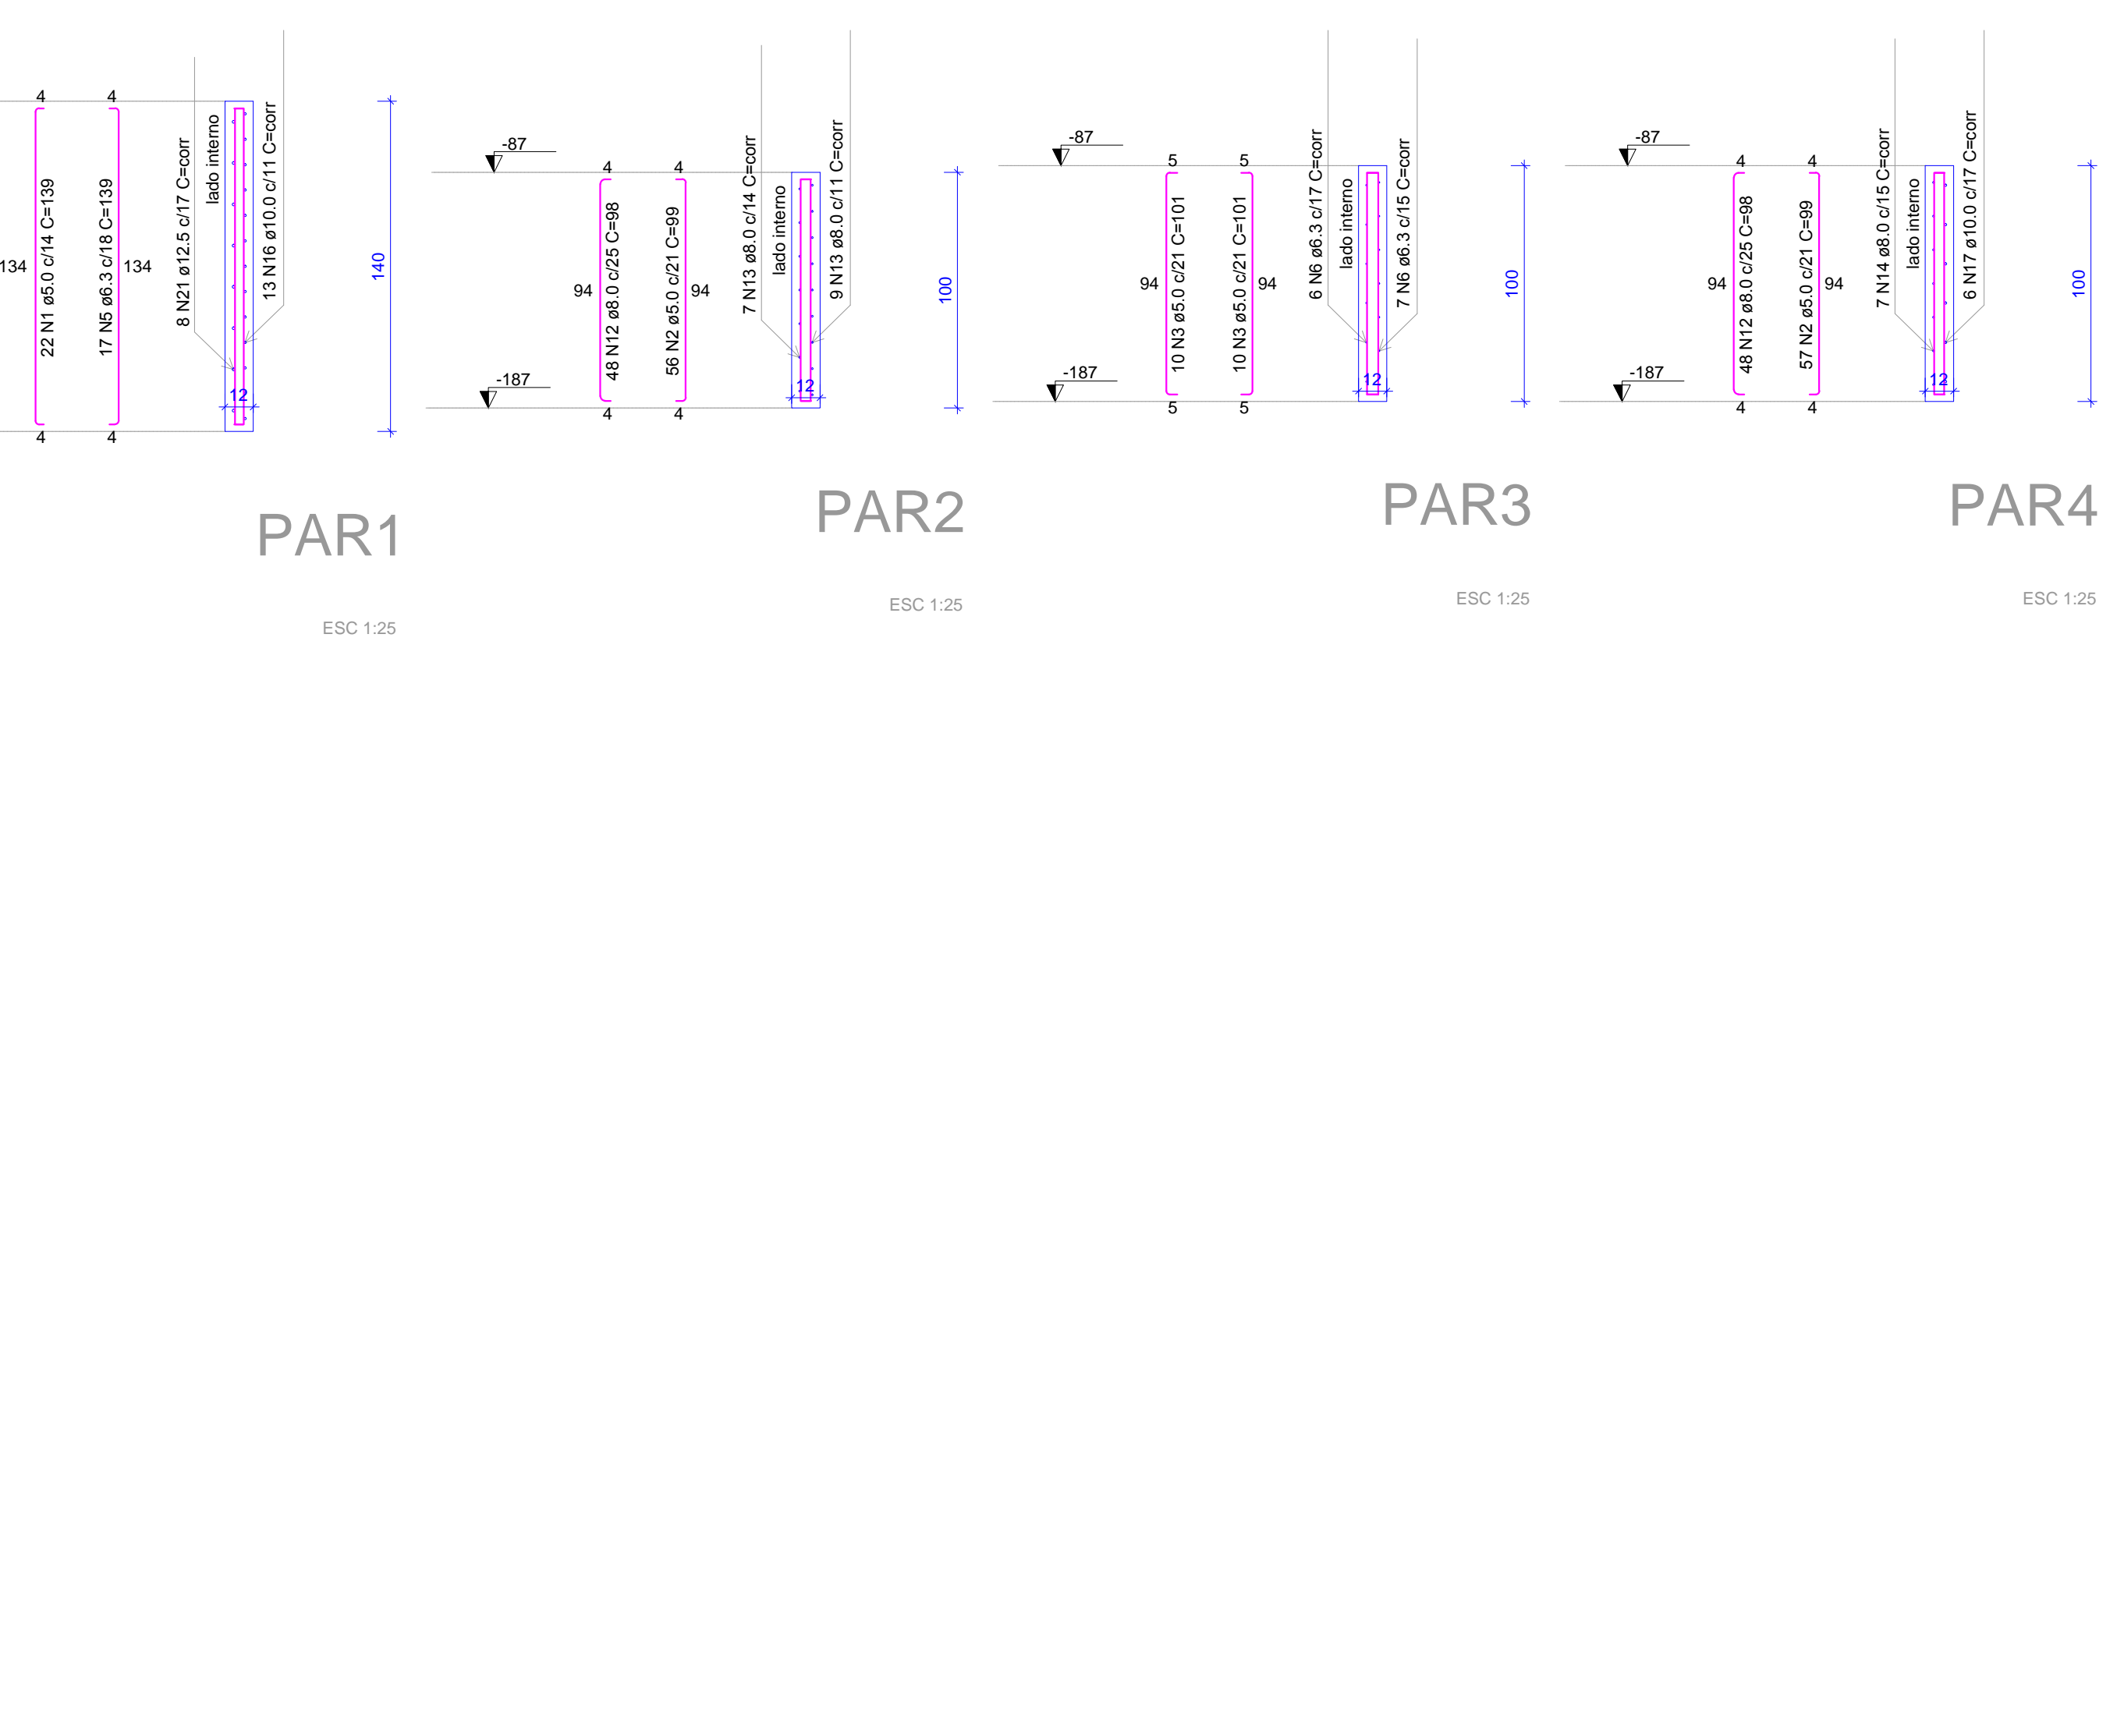 4
4
134
22 N1 ø5.0 c/14 C=139
17 N5 ø6.3 c/18 C=139
134
4
4
8 N21 ø12.5 c/17 C=corr
lado interno
13 N16 ø10.0 c/11 C=corr
12
140
PAR1
ESC 1:25
-87
-187
4
4
94
48 N12 ø8.0 c/25 C=98
56 N2 ø5.0 c/21 C=99
94
4
4
7 N13 ø8.0 c/14 C=corr
lado interno
9 N13 ø8.0 c/11 C=corr
12
100
PAR2
ESC 1:25
-87
-187
5
5
94
10 N3 ø5.0 c/21 C=101
10 N3 ø5.0 c/21 C=101
94
5
5
6 N6 ø6.3 c/17 C=corr
lado interno
7 N6 ø6.3 c/15 C=corr
12
100
PAR3
ESC 1:25
-87
-187
4
4
94
48 N12 ø8.0 c/25 C=98
57 N2 ø5.0 c/21 C=99
94
4
4
7 N14 ø8.0 c/15 C=corr
lado interno
6 N17 ø10.0 c/17 C=corr
12
100
PAR4
ESC 1:25